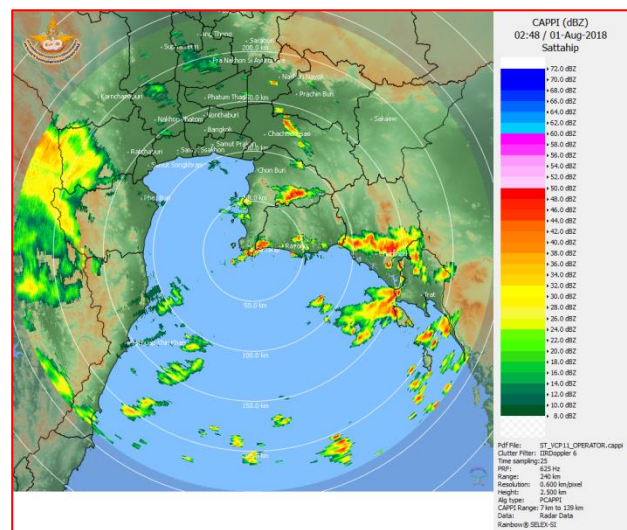 CAPPI (dBZ)
02:48 / 01-Aug-2018
Sattahip
72.0 dBZ
70.0 dBZ
68.0 dBZ
66.0 dBZ
64.0 dBZ
62.0 dBZ
60.0 dBZ
58.0 dBZ
56.0 dBZ
54.0 dBZ
52.0 dBZ
50.0 dBZ
48.0 dBZ
46.0 dBZ
44.0 dBZ
42.0 dBZ
40.0 dBZ
38.0 dBZ
36.0 dBZ
34.0 dBZ
32.0 dBZ
30.0 dBZ
28.0 dBZ
26.0 dBZ
24.0 dBZ
22.0 dBZ
20.0 dBZ
18.0 dBZ
16.0 dBZ
14.0 dBZ
12.0 dBZ
10.0 dBZ
8.0 dBZ
Pdf File: ST_VCP11_OPERATOR.cappi
Clutter Filter: IIRDoppler 6
Time sampling: 25
PRF: 625 Hz
Range: 240 km
Resolution: 0.600 km/pixel
Height: 2.500 km
Alg type: PCAPPI
CAPPI Range: 7 km to 139 km
Data: Radar Data
Rainbow® SELEX-SI
Saraburi
200.0 km
Pra Nakhon Si Ayutthaya
Nakhon Nayok
Kanchanaburi
Phatum Thani
Prachin Buri
Nonthaburi
Nakhon Pathom
Sakaew
Bangkok
Chachoengsao
Samut Prakan
Ratchaburi
Samut Songkhram
Chon Buri
Rayong
Trat
50.0 km
100.0 km
150.0 km